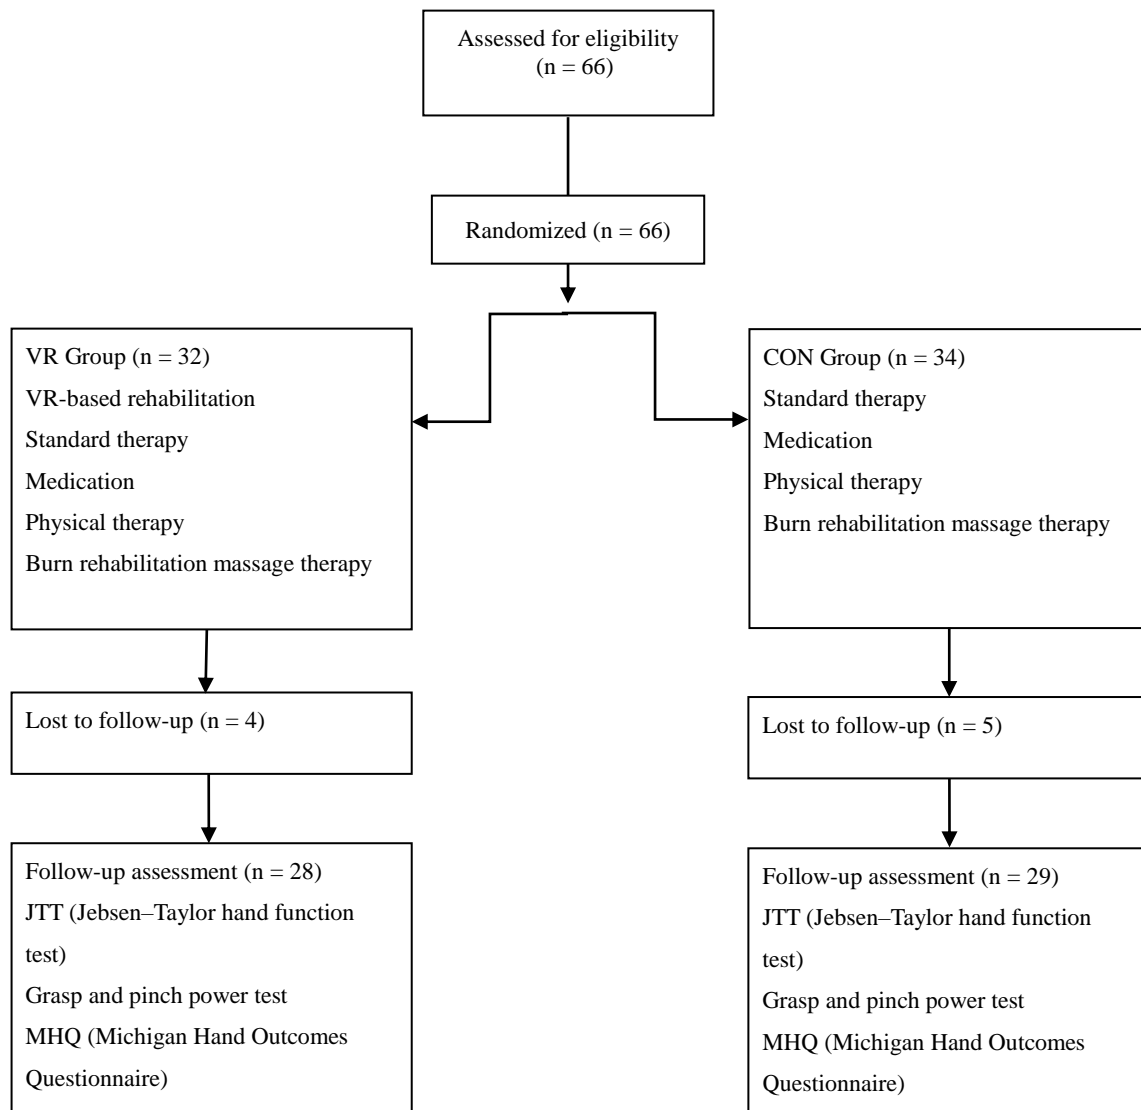 Assessed for eligibility
(n = 66)
Randomized (n = 66)
VR Group (n = 32)
VR-based rehabilitation
Standard therapy
Medication
Physical therapy
Burn rehabilitation massage therapy
CON Group (n = 34)
Standard therapy
Medication
Physical therapy
Burn rehabilitation massage therapy
Lost to follow-up (n = 4)
Lost to follow-up (n = 5)
Follow-up assessment (n = 28)
JTT (Jebsen–Taylor hand function
test)
Grasp and pinch power test
MHQ (Michigan Hand Outcomes
Questionnaire)
Follow-up assessment (n = 29)
JTT (Jebsen–Taylor hand function
test)
Grasp and pinch power test
MHQ (Michigan Hand Outcomes
Questionnaire)